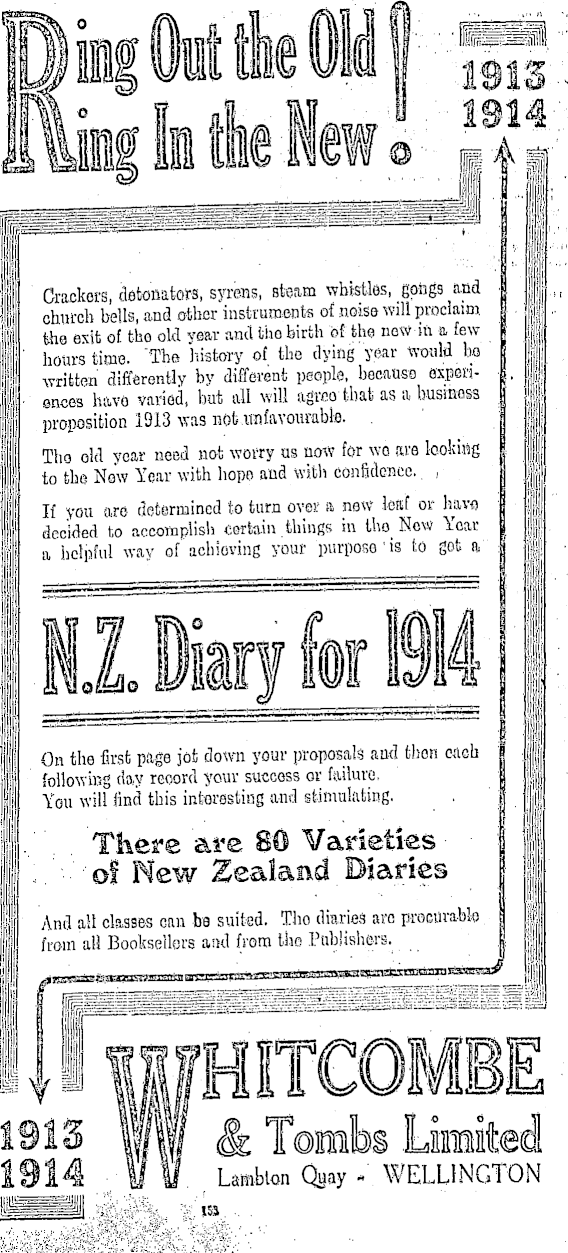 Ring Out the Old
Ring In the New!
1913
1914
Crackers, detonators, syrens, steam whistles, gongs and
church bells, and other instruments of noise will proclaim
the exit of the old year and the birth of the new in a few
hours time. The history of the dying year would be
written differently by different people, because experi-
ences have varied, but all will agree that as a business
proposition 1913 was not unfavourable.
The old year need not worry us now for we are looking
to the New Year with hope and with confidence.
If you are determined to turn over a new leaf or have
decided to accomplish certain things in the New Year
a helpful way of achieving your purpose is to get a
N.Z. Diary for 1914
On the first page jot down your proposals and then each
following day record your success or failure.
You will find this interesting and stimulating.
There are 80 Varieties
of New Zealand Diaries
And all classes can be suited. The diaries are procurable
from all Booksellers and from the Publishers.
1913
1914
WHITCOMBE
& Tombs Limited
Lambton Quay - WELLINGTON
153